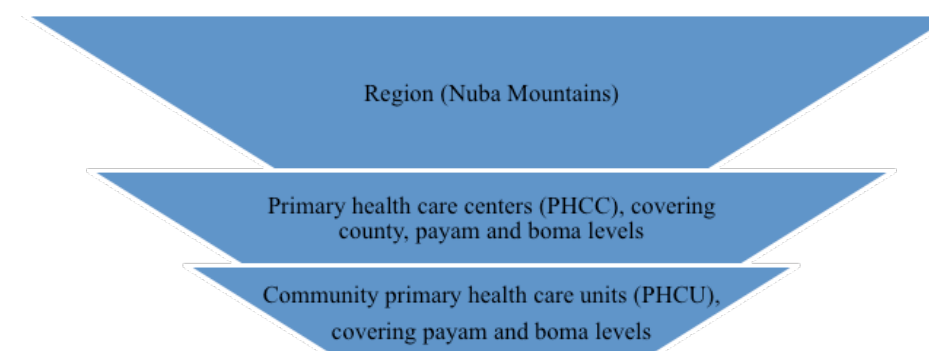 Region (Nuba Mountains)
Primary health care centers (PHCC), covering
county, payam and boma levels
Community primary health care units (PHCU),
covering payam and boma levels